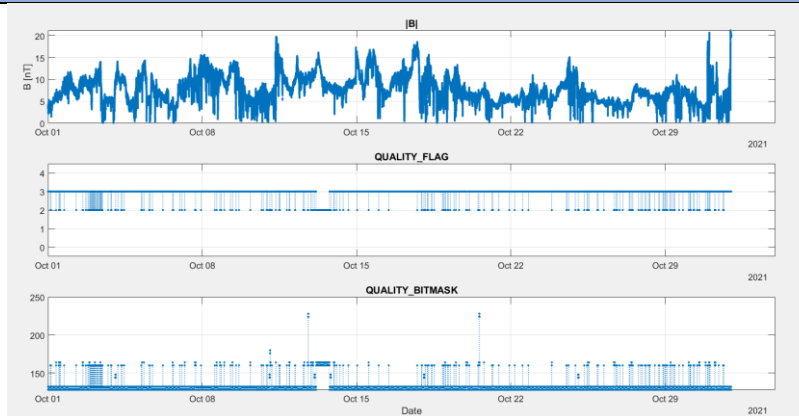 |B|
B [nT]
20
15
10
5
0
Oct 01 Oct 08 Oct 15 Oct 22 Oct 29
2021
QUALITY_FLAG
4
3
2
1
0
Oct 01 Oct 08 Oct 15 Oct 22 Oct 29
2021
QUALITY_BITMASK
250
200
150
Oct 01 Oct 08 Oct 15 Oct 22 Oct 29
Date
2021